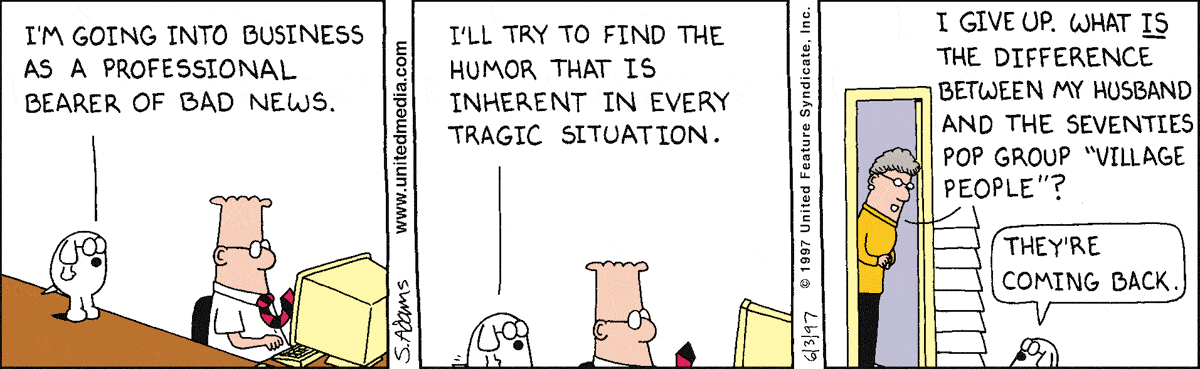 I'M GOING INTO BUSINESS
AS A PROFESSIONAL
BEARER OF BAD NEWS.
www.unitedmedia.com
S.Adams
I'LL TRY TO FIND THE
HUMOR THAT IS
INHERENT IN EVERY
TRAGIC SITUATION.
6/3/97 © 1997 United Feature Syndicate, Inc.
I GIVE UP. WHAT IS
THE DIFFERENCE
BETWEEN MY HUSBAND
AND THE SEVENTIES
POP GROUP "VILLAGE
PEOPLE"?
THEY'RE
COMING BACK.